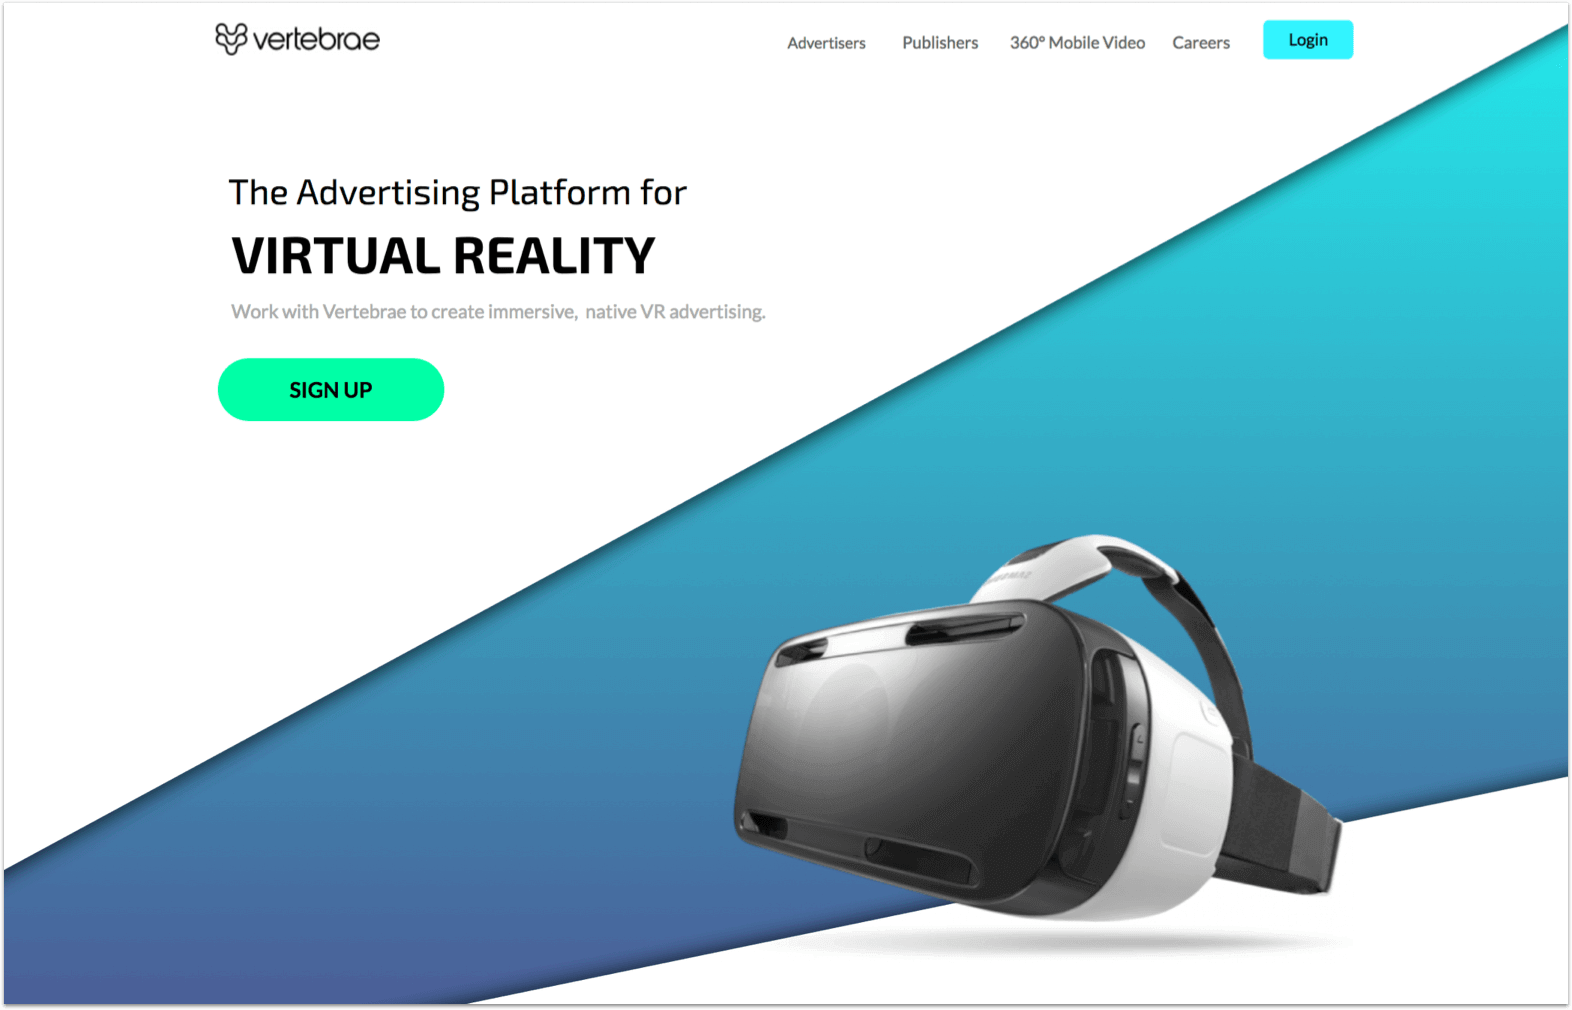 vertebrae
Advertisers Publishers 360° Mobile Video Careers Login
The Advertising Platform for
VIRTUAL REALITY
Work with Vertebrae to create immersive, native VR advertising.
SIGN UP